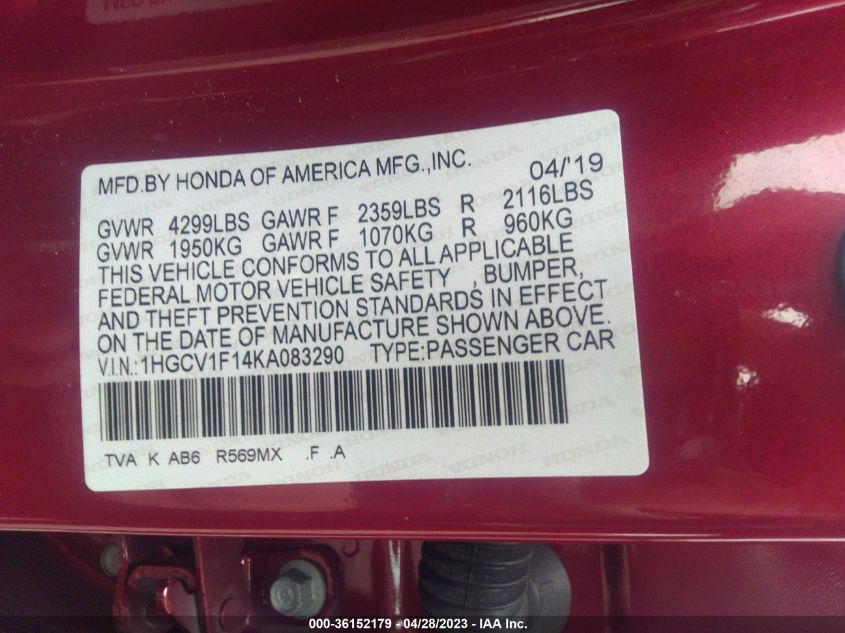 MFD.BY HONDA OF AMERICA MFG.,INC. 04/'19
GVWR 4299LBS GAWR F 2359LBS R 2116LBS
GVWR 1950KG GAWR F 1070KG R 960KG
THIS VEHICLE CONFORMS TO ALL APPLICABLE
FEDERAL MOTOR VEHICLE SAFETY , BUMPER,
AND THEFT PREVENTION STANDARDS IN EFFECT
ON THE DATE OF MANUFACTURE SHOWN ABOVE.
V.I.N.:1HGCV1F14KA083290 TYPE:PASSENGER CAR
TVA K AB6 R569MX .F .A
000-36152179 / 04/28/2023 - IAA Inc.